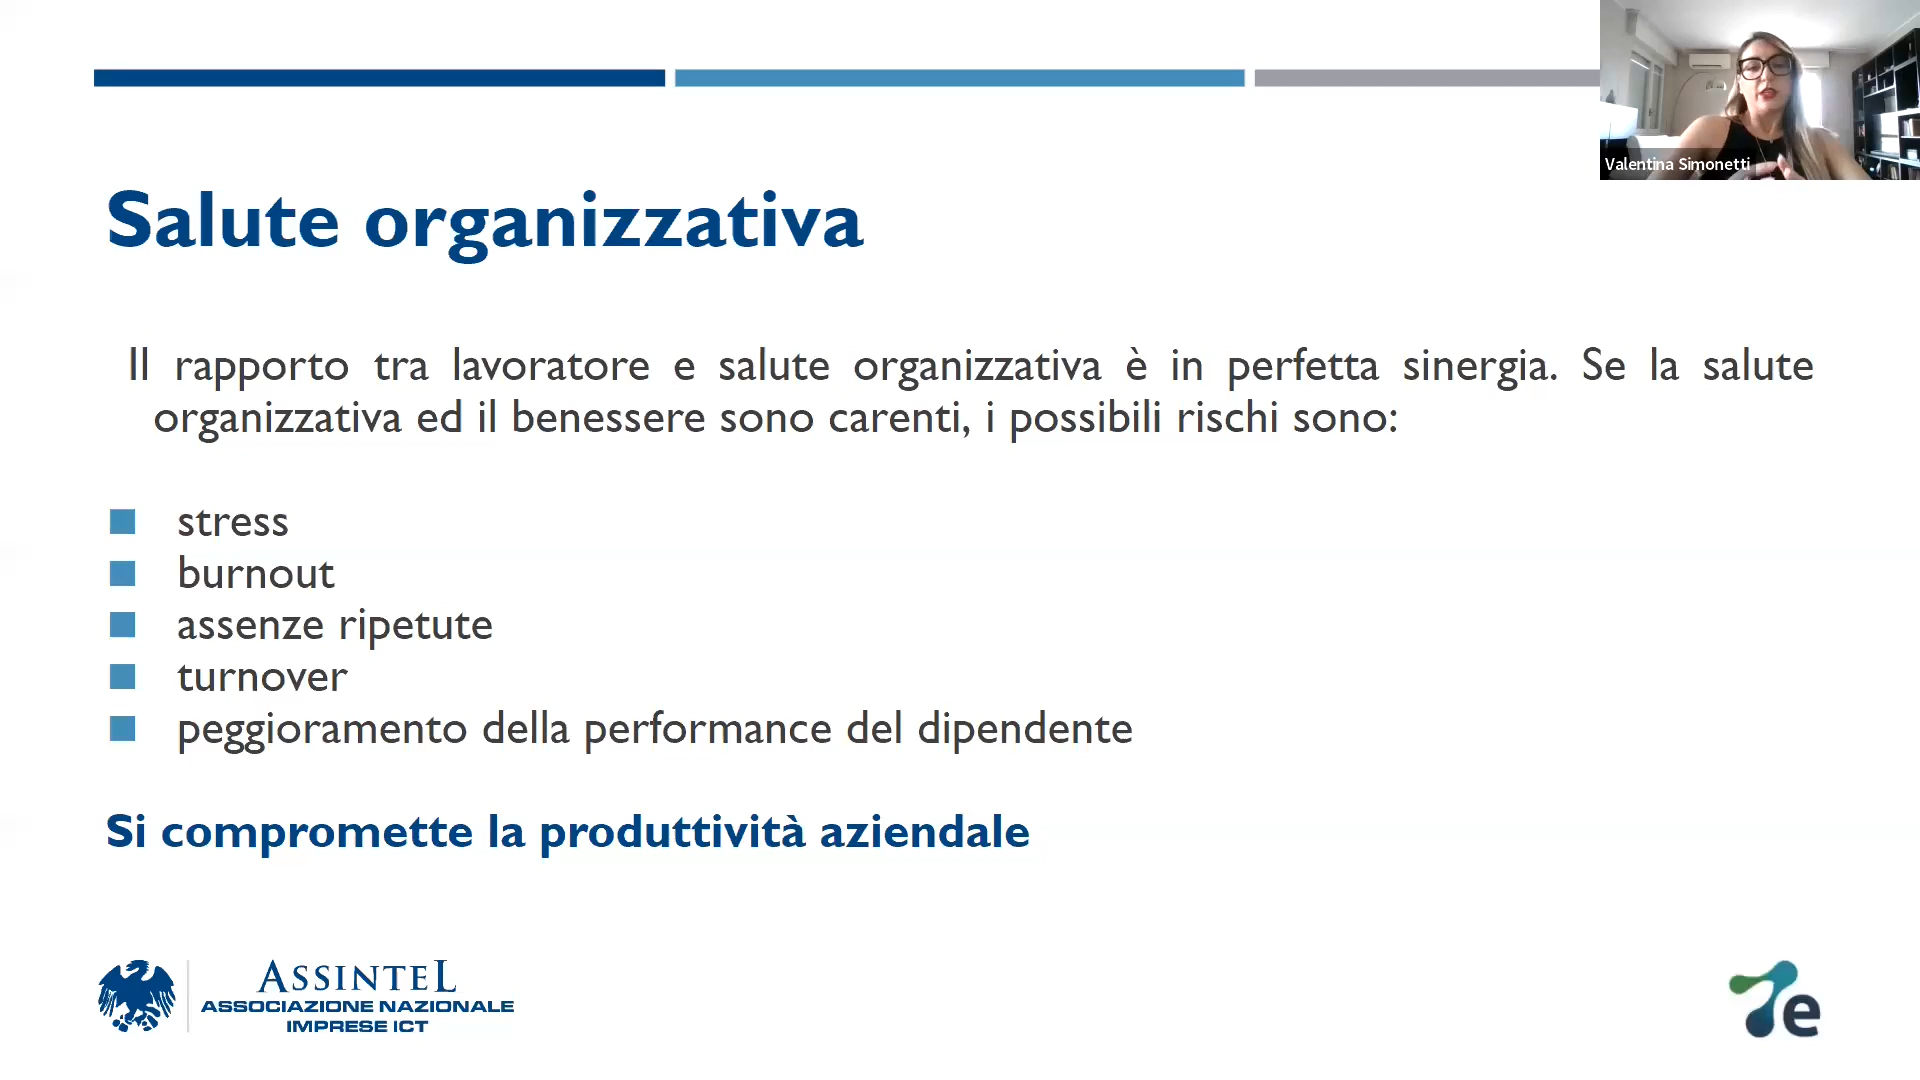 Valentina Simonetti
Salute organizzativa
Il rapporto tra lavoratore e salute organizzativa è in perfetta sinergia. Se la salute
organizzativa ed il benessere sono carenti, i possibili rischi sono:
stress
burnout
assenze ripetute
turnover
peggioramento della performance del dipendente
Si compromette la produttività aziendale
ASSINTEL
ASSOCIAZIONE NAZIONALE
IMPRESE ICT
e